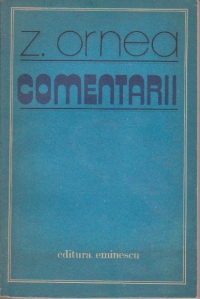 z. ornea
COMENTARII
editura eminescu